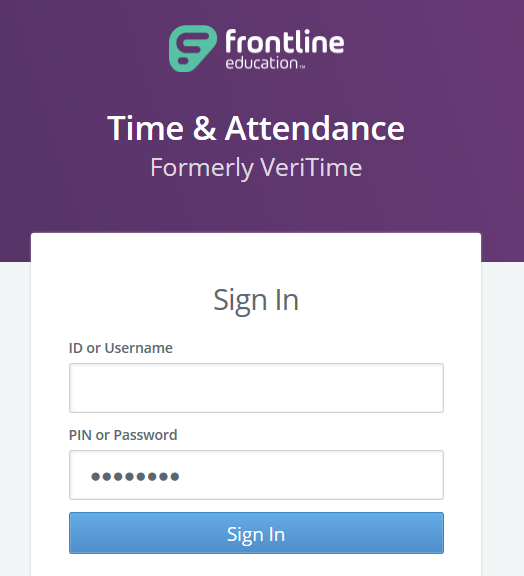 frontline
education™
Time & Attendance
Formerly VeriTime
Sign In
ID or Username
PIN or Password
••••••••
Sign In